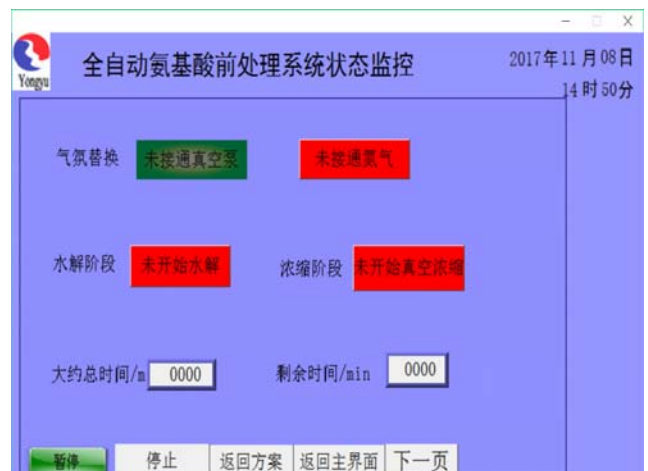 全自动氨基酸前处理系统状态监控
2017年11月08日
14时50分
Yongyu
气氛替换 未接通真空泵 未接通氮气
水解阶段 未开始水解 浓缩阶段 未开始真空浓缩
大约总时间/m 0000 剩余时间/min 0000
暂停 停止 返回方案 返回主界面 下一页